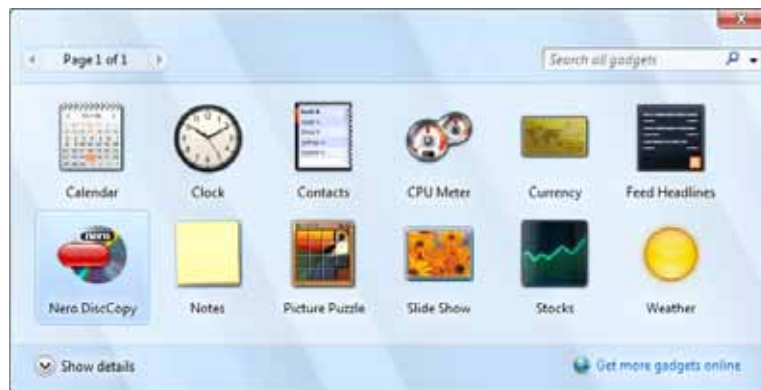 Page 1 of 1
Search all gadgets
Calendar
Clock
Contacts
CPU Meter
Currency
Feed Headlines
nero
Nero DiscCopy
Notes
Picture Puzzle
Slide Show
Stocks
Weather
Show details
Get more gadgets online